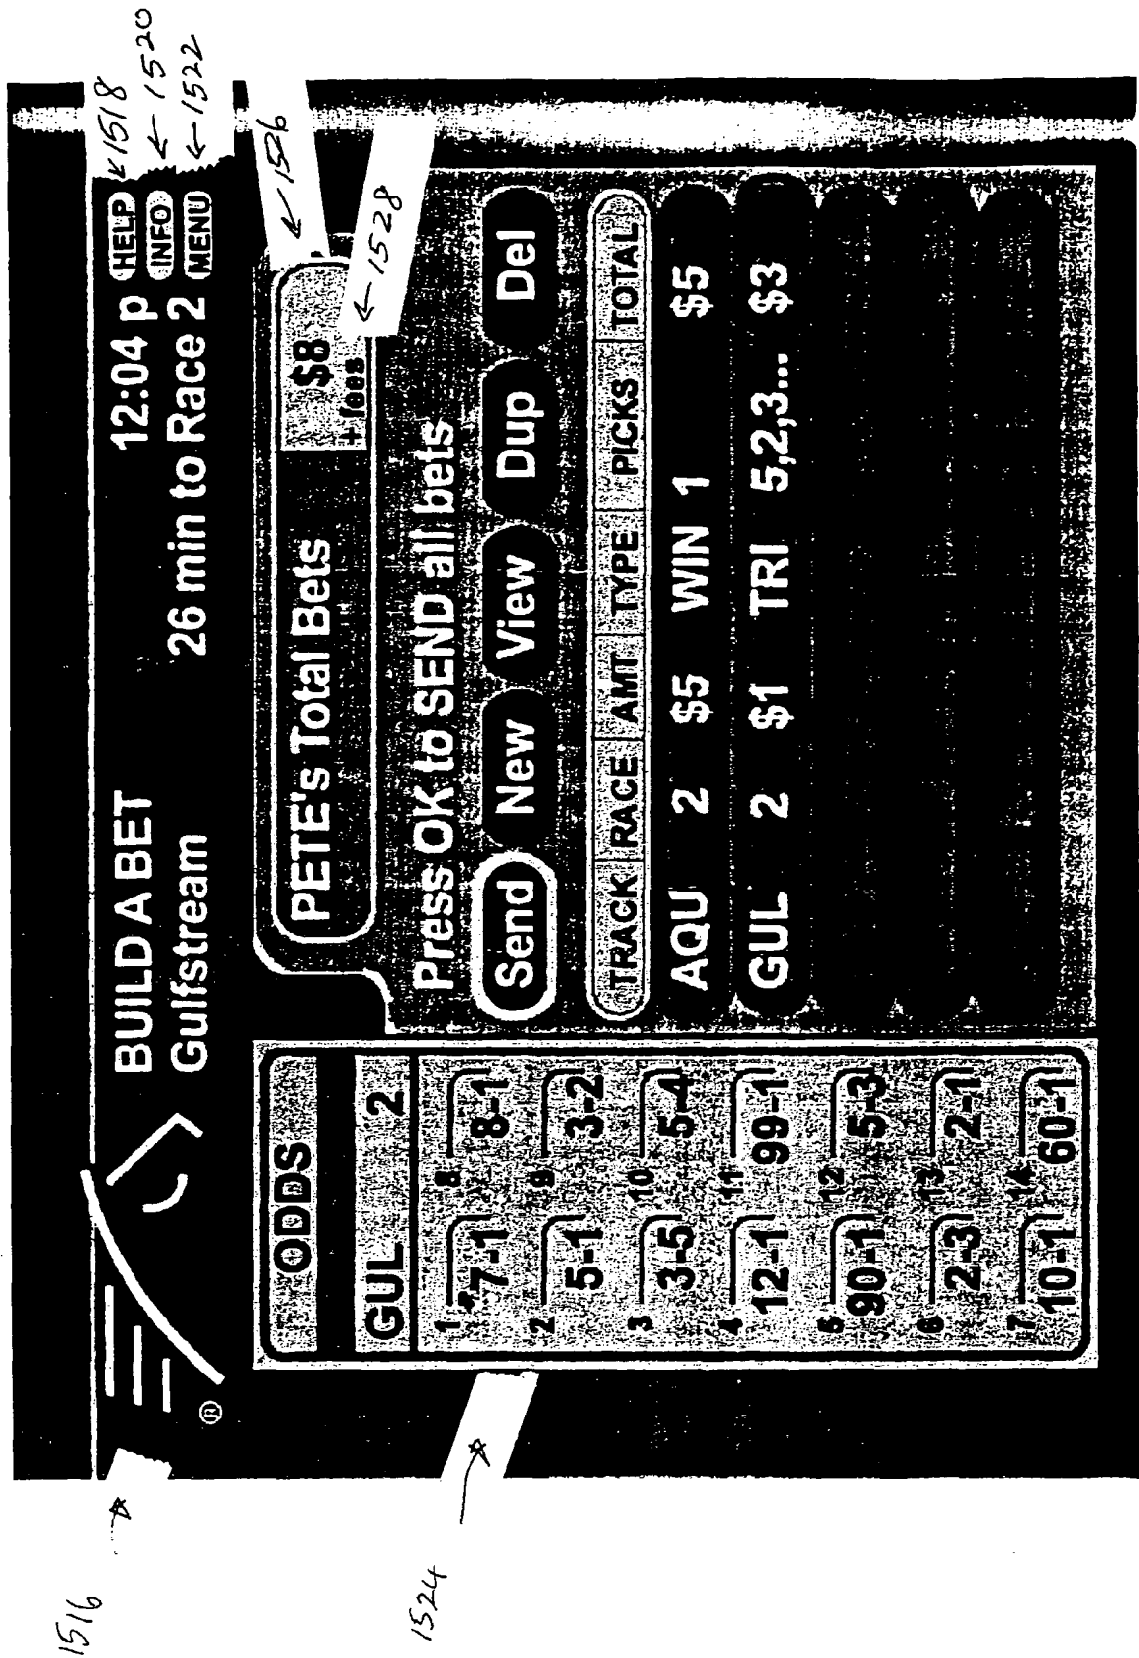 1516
BUILD A BET 12:04 p HELP 1518
Gulfstream 26 min to Race 2 INFO 1520
MENU 1522
®
ODDS
GUL 2
1 *7-1 8 8-1
2 5-1 9 3-2
3 3-5 10 5-4
4 12-1 11 99-1
5 90-1 12 5-3
6 2-3 13 2-1
7 10-1 14 60-1
1524
PETE's Total Bets $8 1526
+ fees 1528
Press OK to SEND all bets
Send New View Dup Del
TRACK RACE AMT TYPE PICKS TOTAL
AQU 2 $5 WIN 1 $5
GUL 2 $1 TRI 5,2,3... $3